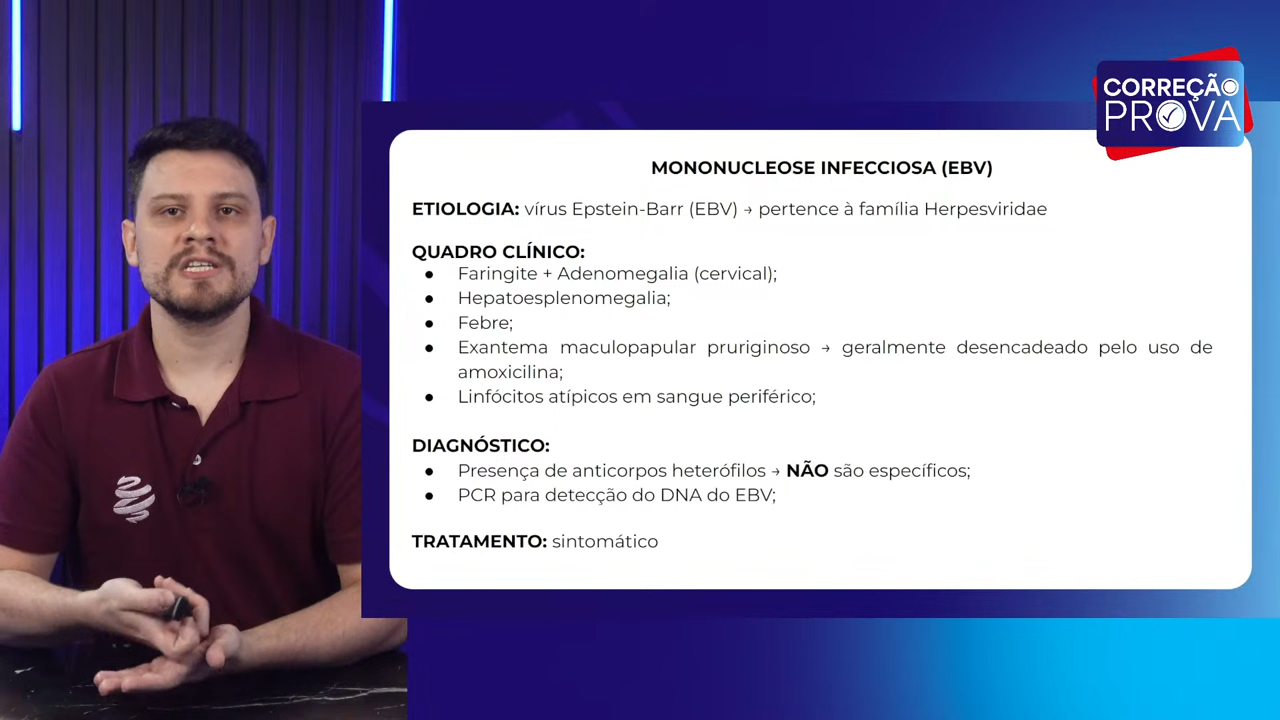 CORREÇÃO
PROVA
MONONUCLEOSE INFECCIOSA (EBV)
ETIOLOGIA: vírus Epstein-Barr (EBV) → pertence à família Herpesviridae
QUADRO CLÍNICO:
● Faringite + Adenomegalia (cervical);
● Hepatoesplenomegalia;
● Febre;
● Exantema maculopapular pruriginoso → geralmente desencadeado pelo uso de
amoxicilina;
● Linfócitos atípicos em sangue periférico;
DIAGNÓSTICO:
● Presença de anticorpos heterófilos → NÃO são específicos;
● PCR para detecção do DNA do EBV;
TRATAMENTO: sintomático